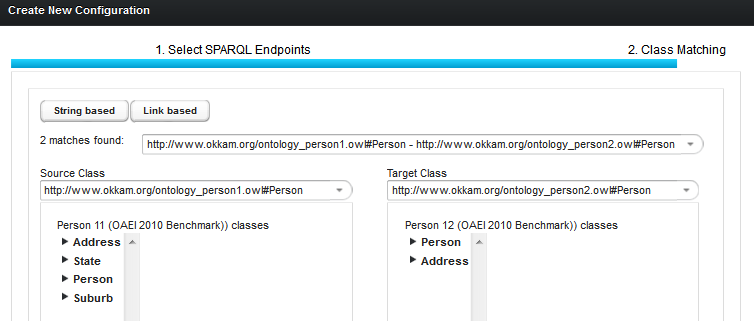 Create New Configuration
1. Select SPARQL Endpoints 2. Class Matching
String based Link based
2 matches found: http://www.okkam.org/ontology_person1.owl#Person - http://www.okkam.org/ontology_person2.owl#Person
Source Class Target Class
http://www.okkam.org/ontology_person1.owl#Person http://www.okkam.org/ontology_person2.owl#Person
Person 11 (OAEI 2010 Benchmark)) classes Person 12 (OAEI 2010 Benchmark)) classes
Address Person
State Address
Person
Suburb